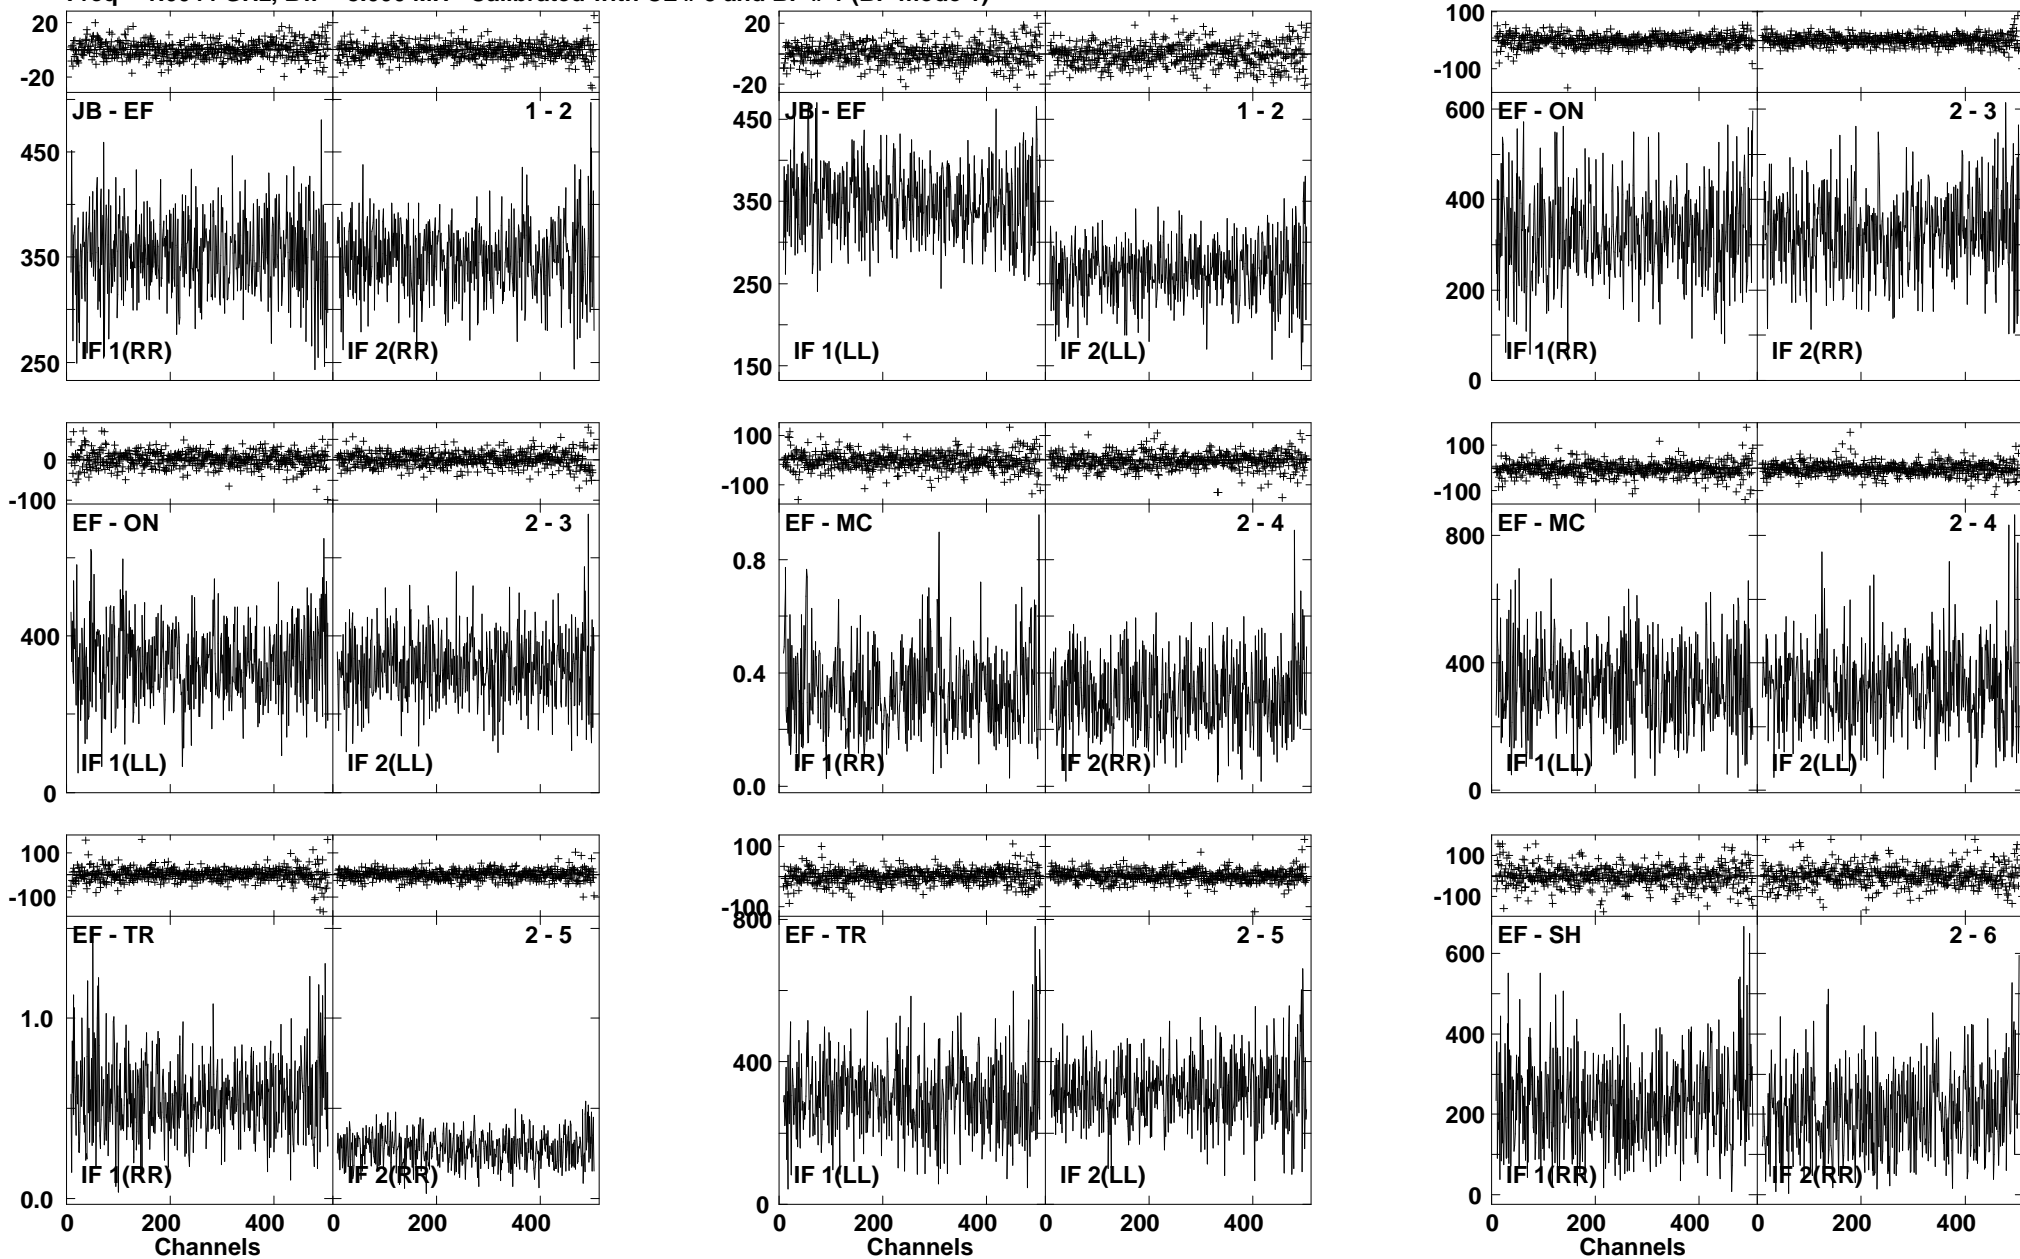 20
-20
JB - EF
1 - 2
450
350
250
IF 1(RR)
IF 2(RR)
20
-20
JB - EF
1 - 2
450
350
250
150
IF 1(LL)
IF 2(LL)
100
-100
EF - ON
2 - 3
600
400
200
0
IF 1(RR)
IF 2(RR)
0
-100
EF - ON
2 - 3
400
0
IF 1(LL)
IF 2(LL)
100
-100
EF - MC
2 - 4
0.8
0.4
0.0
IF 1(RR)
IF 2(RR)
100
-100
EF - MC
2 - 4
800
400
0
IF 1(LL)
IF 2(LL)
100
-100
EF - TR
2 - 5
1.0
0.0
IF 1(RR)
IF 2(RR)
0 200 400 0 200 400
Channels
100
-100
800
EF - TR
2 - 5
400
0
IF 1(LL)
IF 2(LL)
0 200 400 0 200 400
Channels
100
-100
EF - SH
2 - 6
600
400
200
0
IF 1(RR)
IF 2(RR)
0 200 400 0 200 400
Channels